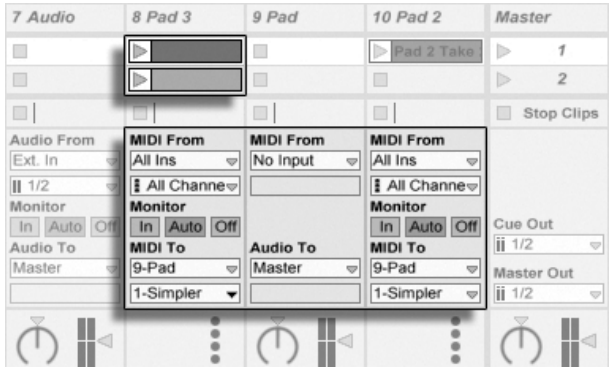 7 Audio 8 Pad 3 9 Pad 10 Pad 2 Master
Pad 2 Take 1
2
Stop Clips
Audio From MIDI From MIDI From MIDI From
Ext. In All Ins No Input All Ins
1/2 All Channe All Channe
Monitor Monitor Monitor
In Auto Off In Auto Off In Auto Off Cue Out
Audio To MIDI To Audio To MIDI To 1/2
Master 9-Pad Master 9-Pad Master Out
1-Simpler 1-Simpler 1/2